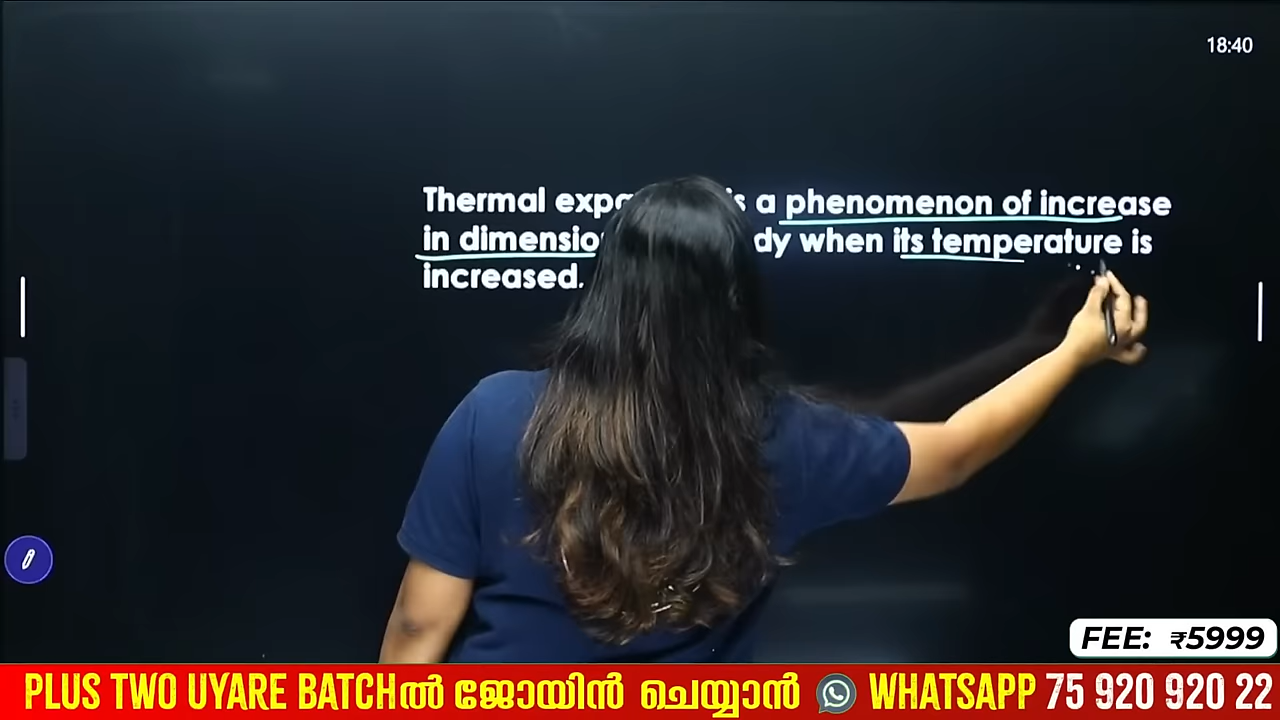 18:40
Thermal expa is a phenomenon of increase
in dimensio dy when its temperature is
increased.
FEE: ₹5999
PLUS TWO UYARE BATCHൽ ജോയിൻ ചെയ്യാൻ WHATSAPP 75 920 920 22